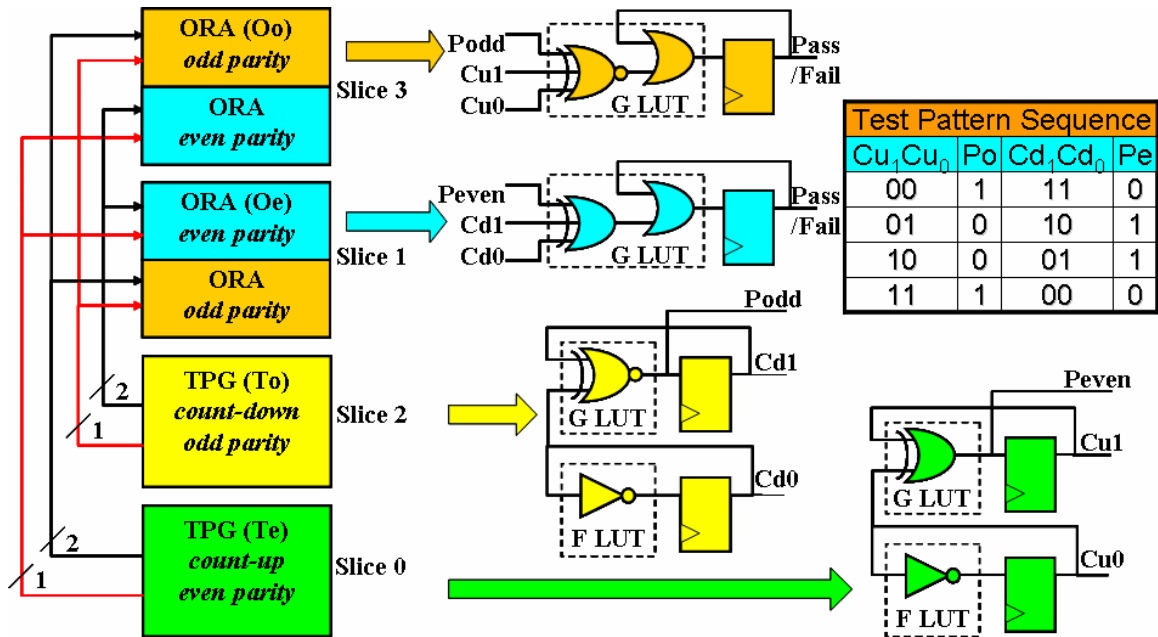 ORA (Oo)
odd parity
ORA
even parity
Slice 3
ORA (Oe)
even parity
ORA
odd parity
Slice 1
TPG (To)
count-down
odd parity
Slice 2
TPG (Te)
count-up
even parity
Slice 0
2
1
2
1
Podd
Cu1
Cu0
G LUT
Pass
/Fail
Peven
Cd1
Cd0
G LUT
Pass
/Fail
Podd
Cd1
G LUT
Cd0
F LUT
Peven
Cu1
G LUT
Cu0
F LUT
Test Pattern Sequence
Cu1Cu0 Po Cd1Cd0 Pe
00 1 11 0
01 0 10 1
10 0 01 1
11 1 00 0